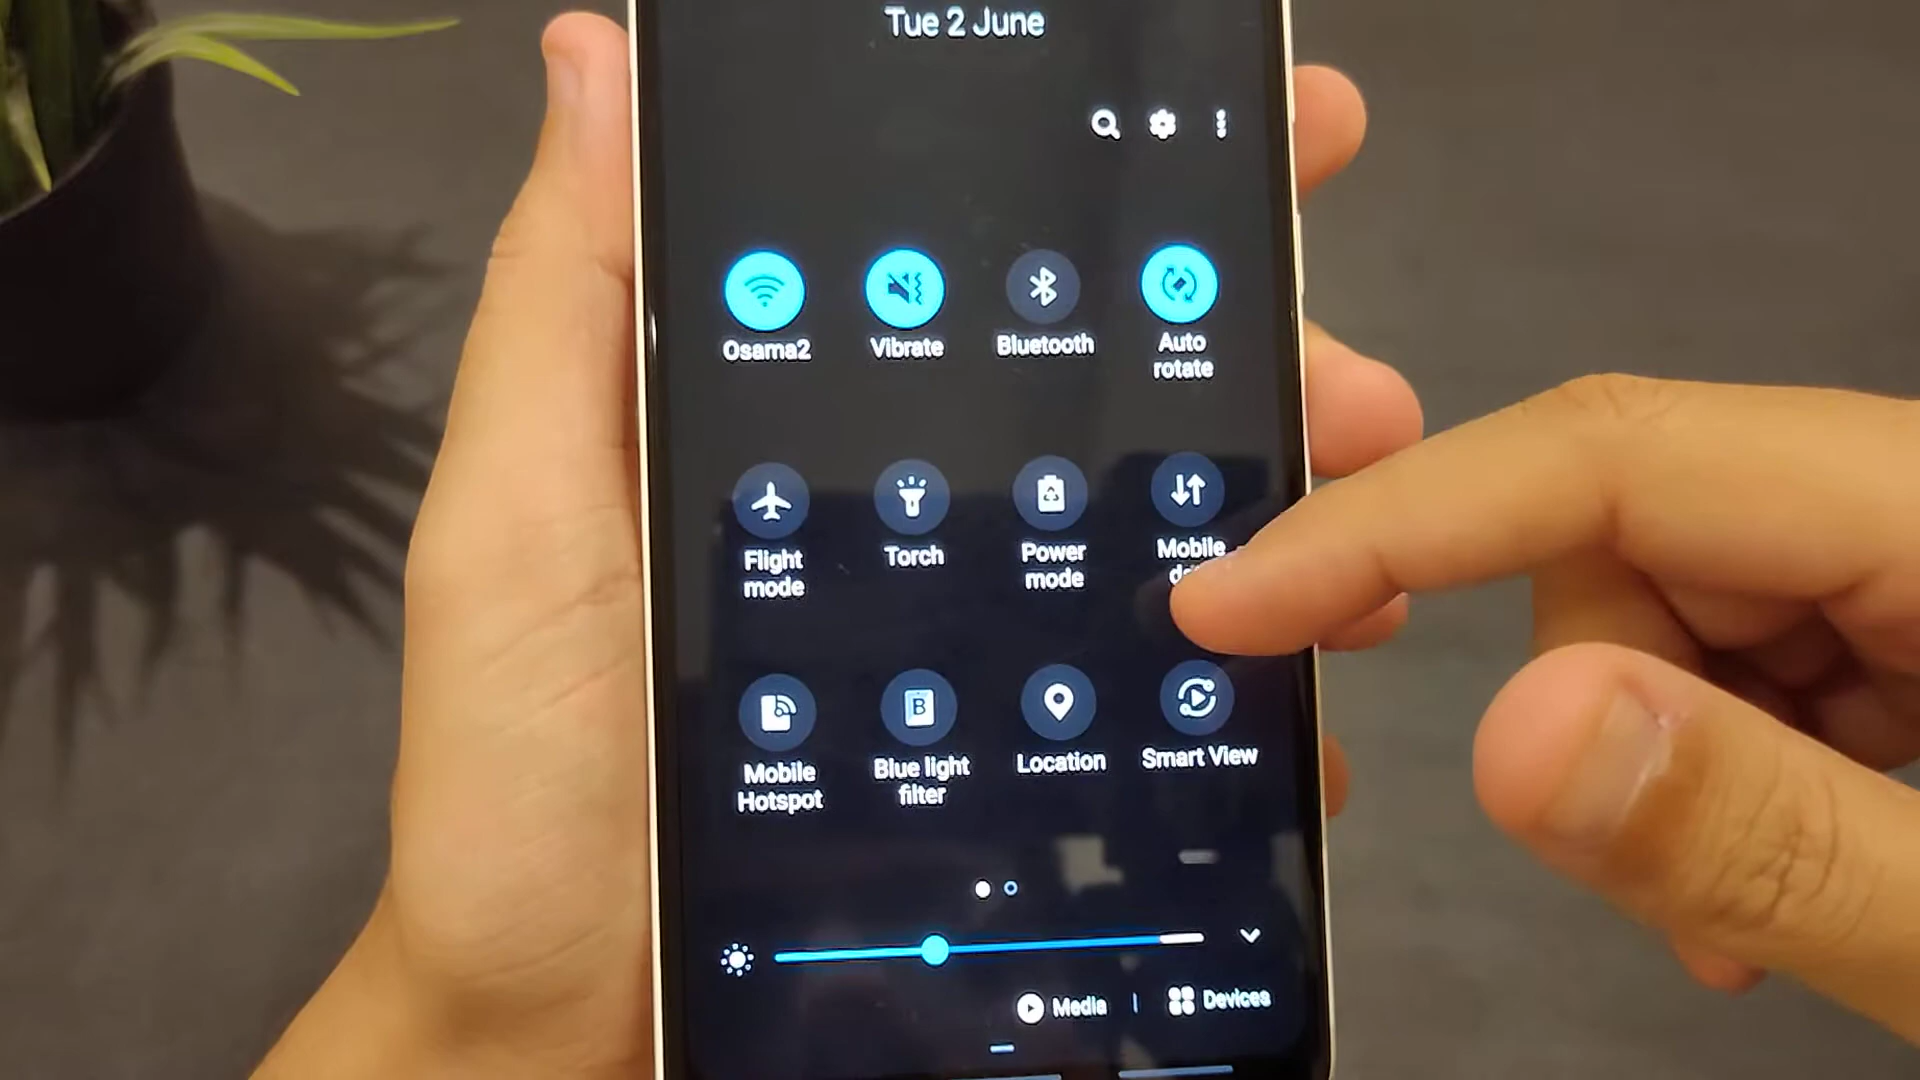 Tue 2 June
Osama2
Vibrate
Bluetooth
Auto
rotate
Flight
mode
Torch
Power
mode
Mobile
Mobile
Hotspot
Blue light
filter
B
Location
Smart View
Media
Devices